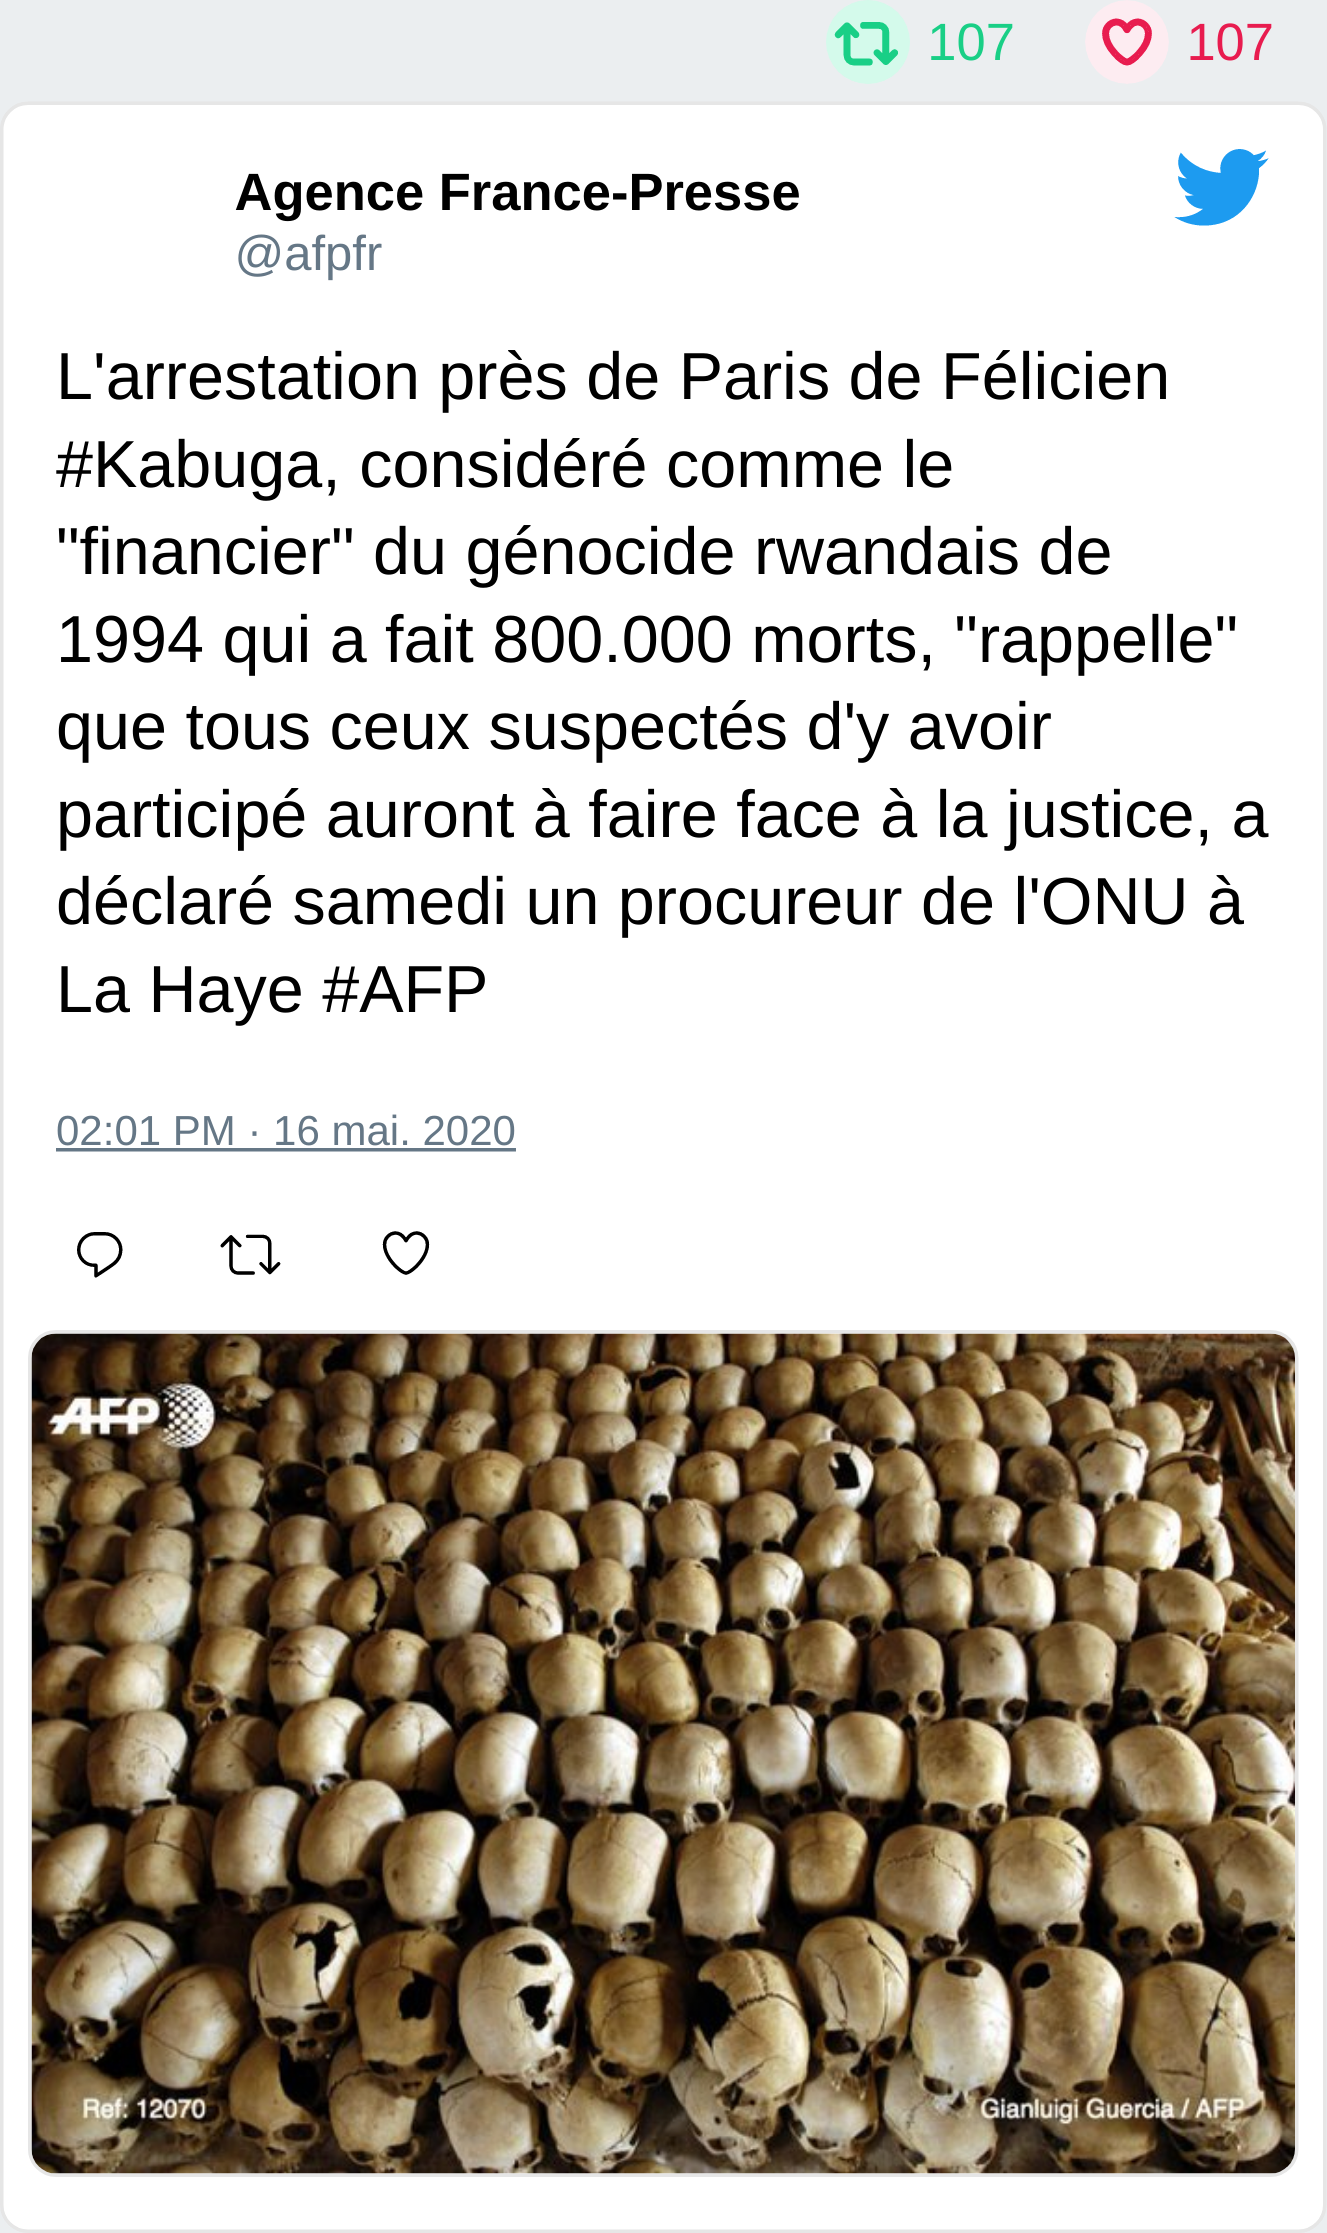 107 107
Agence France-Presse
@afpfr
L'arrestation près de Paris de Félicien
#Kabuga, considéré comme le
"financier" du génocide rwandais de
1994 qui a fait 800.000 morts, "rappelle"
que tous ceux suspectés d'y avoir
participé auront à faire face à la justice, a
déclaré samedi un procureur de l'ONU à
La Haye #AFP
02:01 PM · 16 mai. 2020
AFP
Ref: 12070
Gianluigi Guercia / AFP